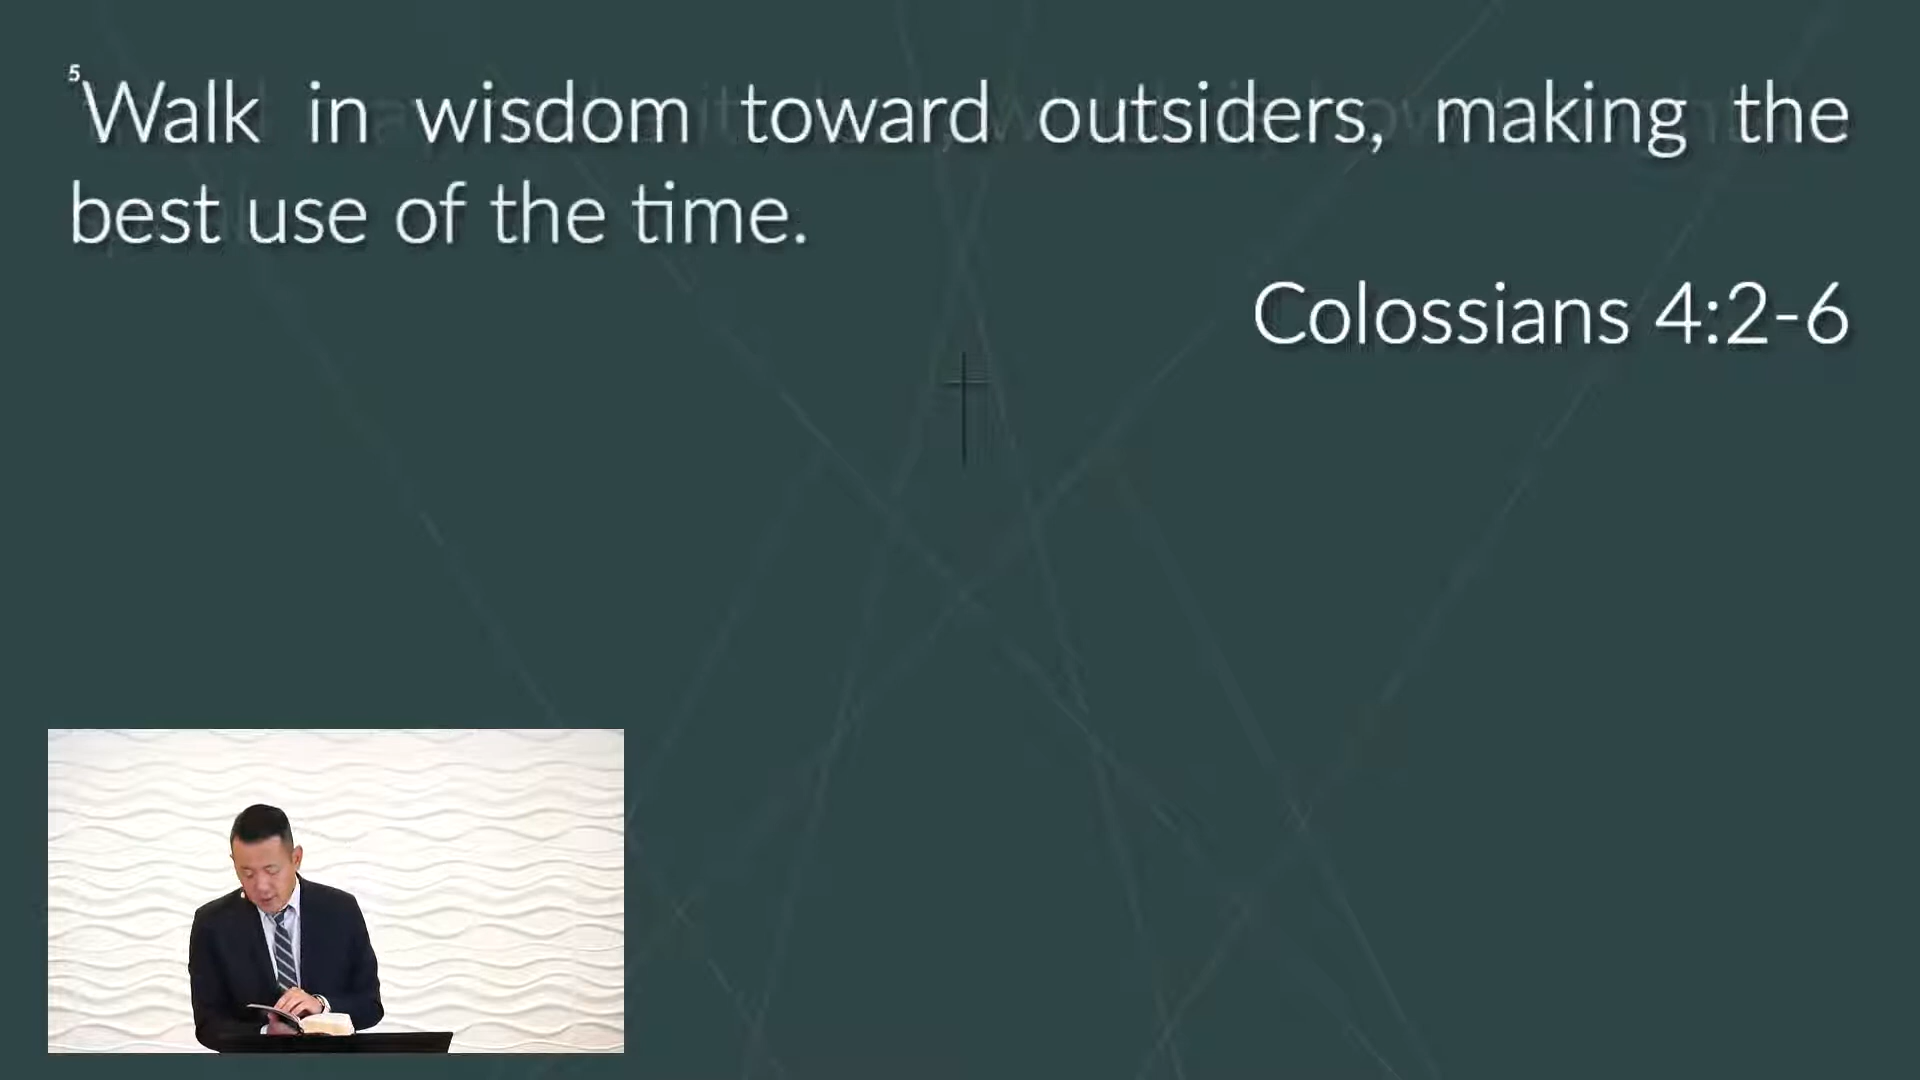 5Walk in wisdom toward outsiders, making the
best use of the time.
Colossians 4:2-6